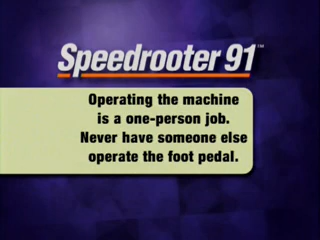 Speedrooter 91™
Operating the machine
is a one-person job.
Never have someone else
operate the foot pedal.